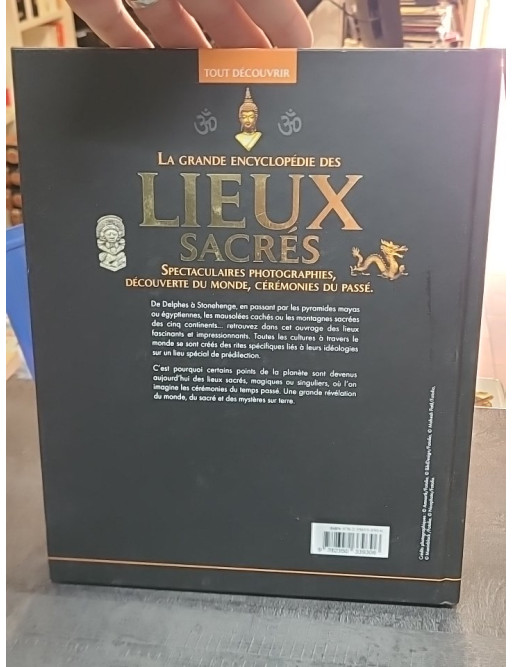 TOUT DÉCOUVRIR
LA GRANDE ENCYCLOPÉDIE DES
LIEUX
SACRÉS
SPECTACULAIRES PHOTOGRAPHIES,
DÉCOUVERTE DU MONDE, CÉRÉMONIES DU PASSÉ.
De Delphes à Stonehenge, en passant par les pyramides mayas
ou égyptiennes, les mausolées cachés ou les montagnes sacrées
des cinq continents... retrouvez dans cet ouvrage des lieux
fascinants et impressionnants. Toutes les cultures à travers le
monde se sont créés des rites spécifiques liés à leurs idéologies
sur un lieu spécial de prédilection.
C'est pourquoi certains points de la planète sont devenus
aujourd'hui des lieux sacrés, magiques ou singuliers, où l'on
imagine les cérémonies du temps passé. Une grande révélation
du monde, du sacré et des mystères sur terre.